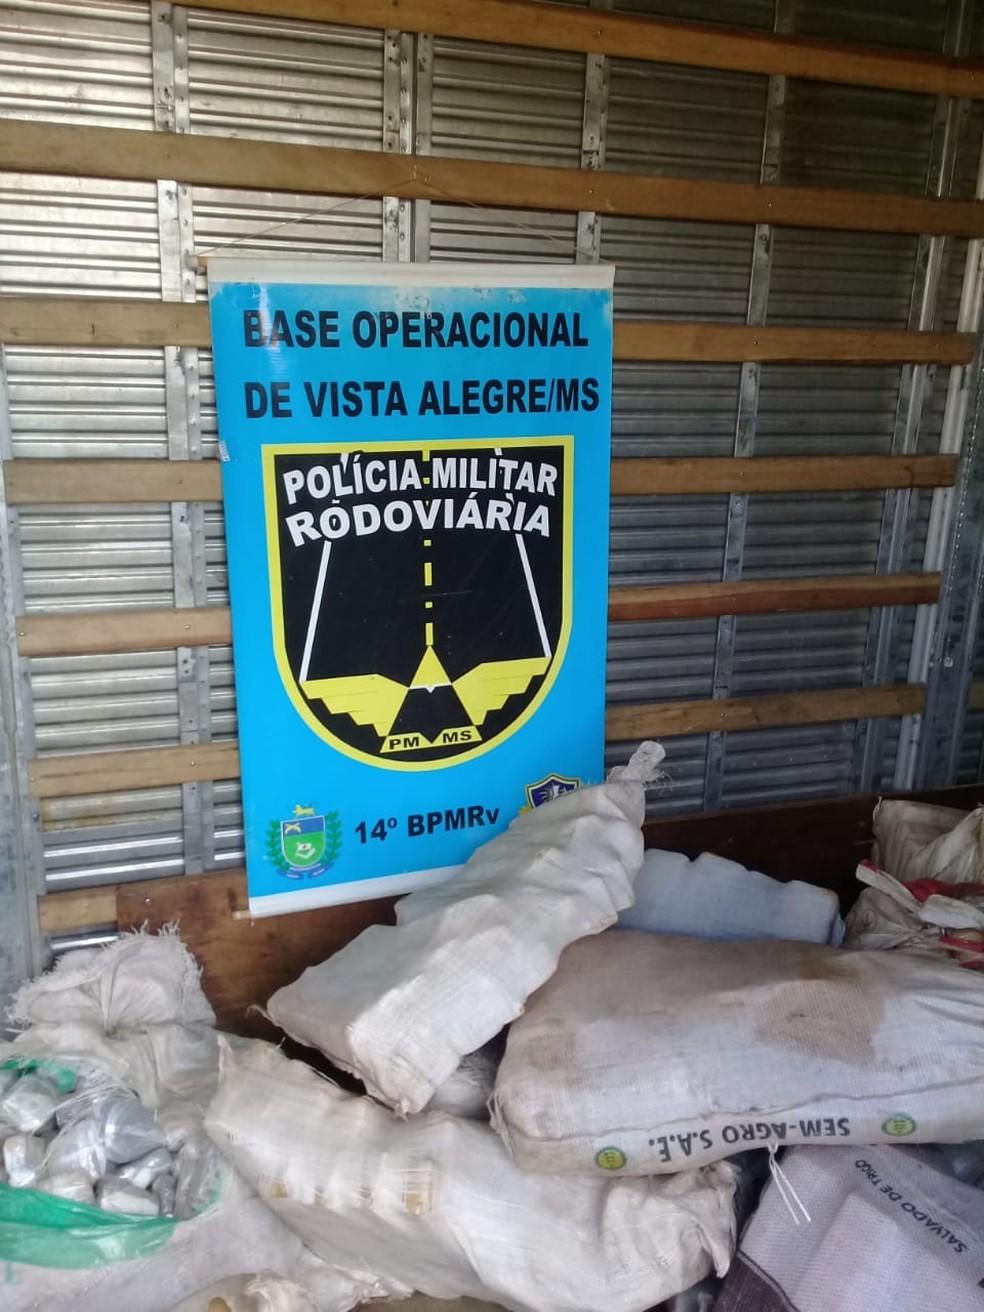 BASE OPERACIONAL
DE VISTA ALEGRE/MS
POLÍCIA MILITAR
RODOVIÁRIA
PM MS
14º BPMRv
SEM-AGRO S.A.E.
SALVADO DE TRIGO